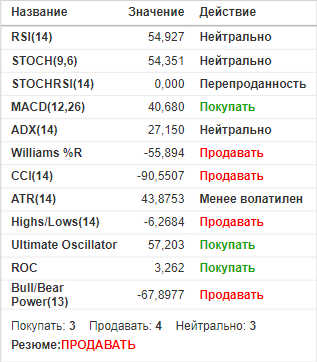 Название Значение Действие
RSI(14) 54,927 Нейтрально
STOCH(9,6) 54,351 Нейтрально
STOCHRSI(14) 0,000 Перепроданность
MACD(12,26) 40,680 Покупать
ADX(14) 27,150 Нейтрально
Williams %R -55,894 Продавать
CCI(14) -90,5507 Продавать
ATR(14) 43,8753 Менее волатилен
Highs/Lows(14) -6,2684 Продавать
Ultimate Oscillator 57,203 Покупать
ROC 3,262 Покупать
Bull/Bear
Power(13) -67,8977 Продавать
Покупать: 3 Продавать: 4 Нейтрально: 3
Резюме:ПРОДАВАТЬ